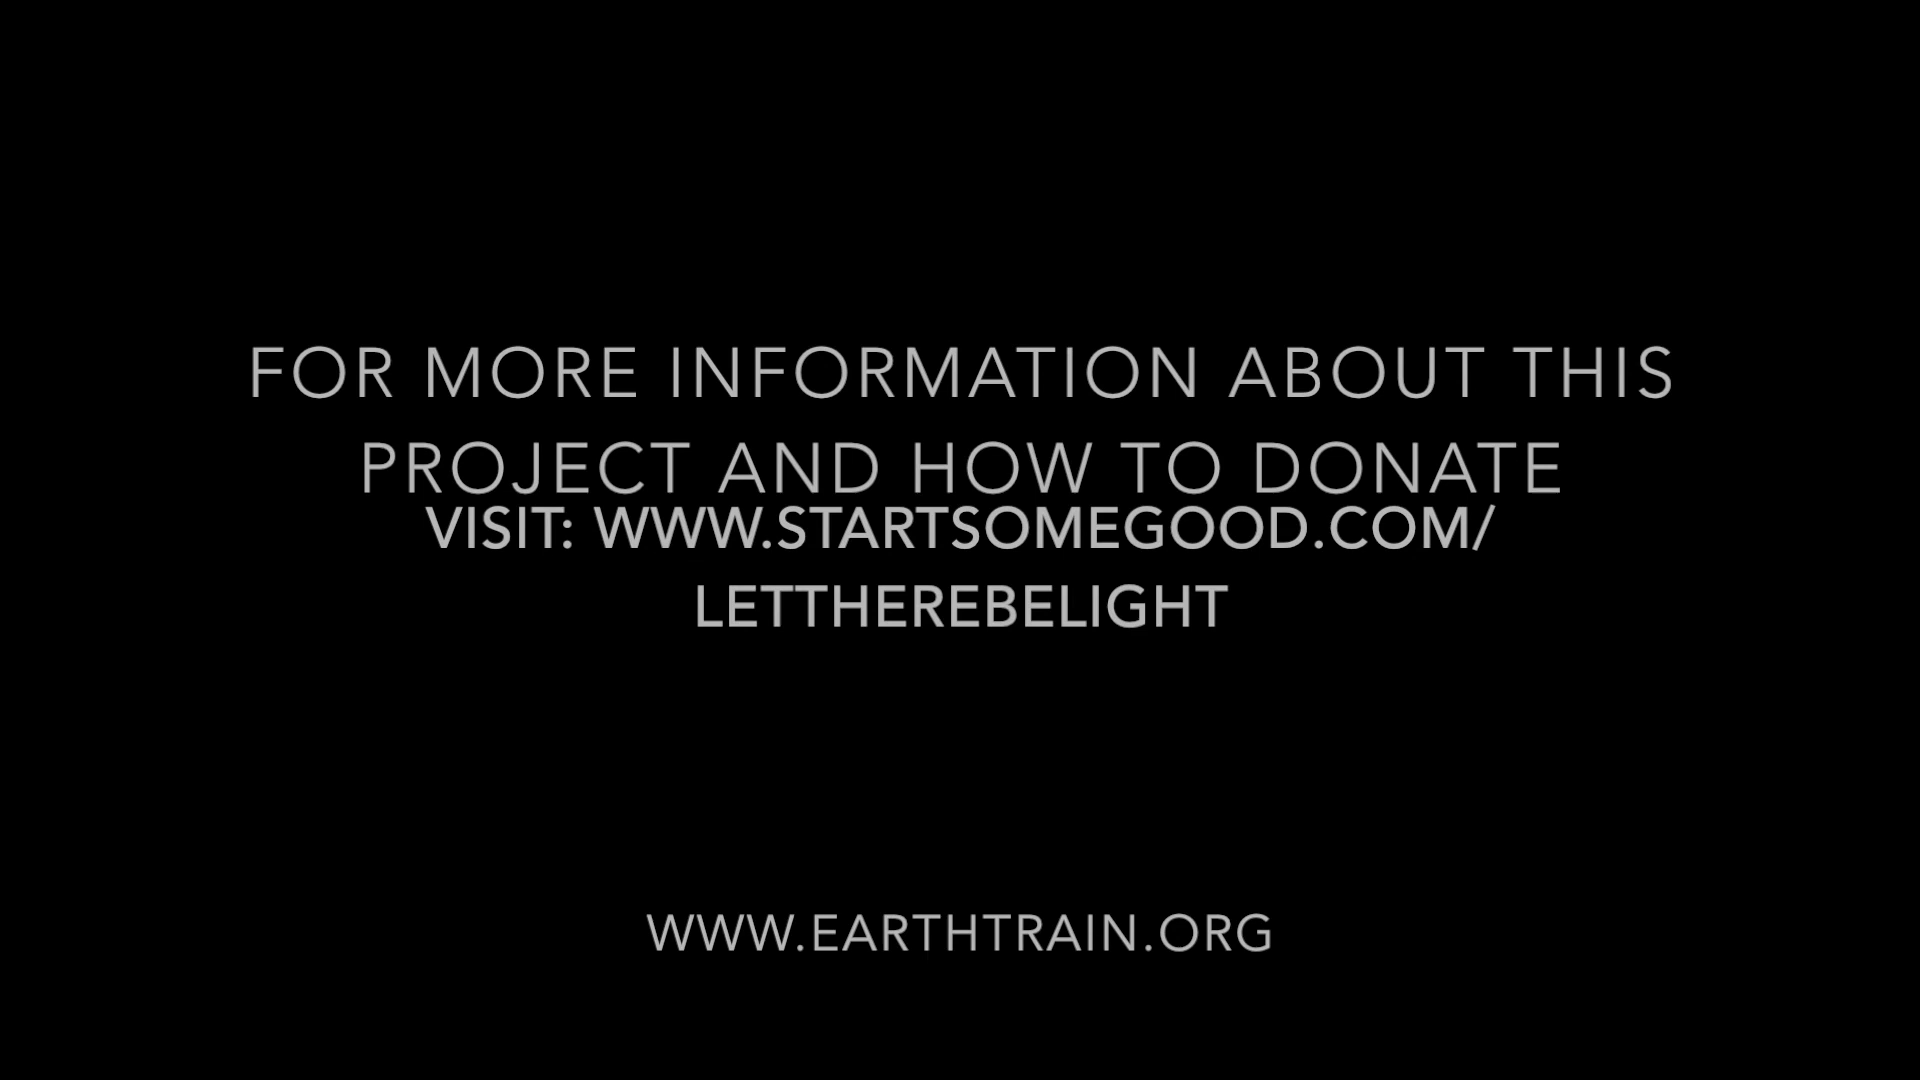 FOR MORE INFORMATION ABOUT THIS
PROJECT AND HOW TO DONATE
VISIT: WWW.STARTSOMEGOOD.COM/
LETTHEREBELIGHT
WWW.EARTHTRAIN.ORG